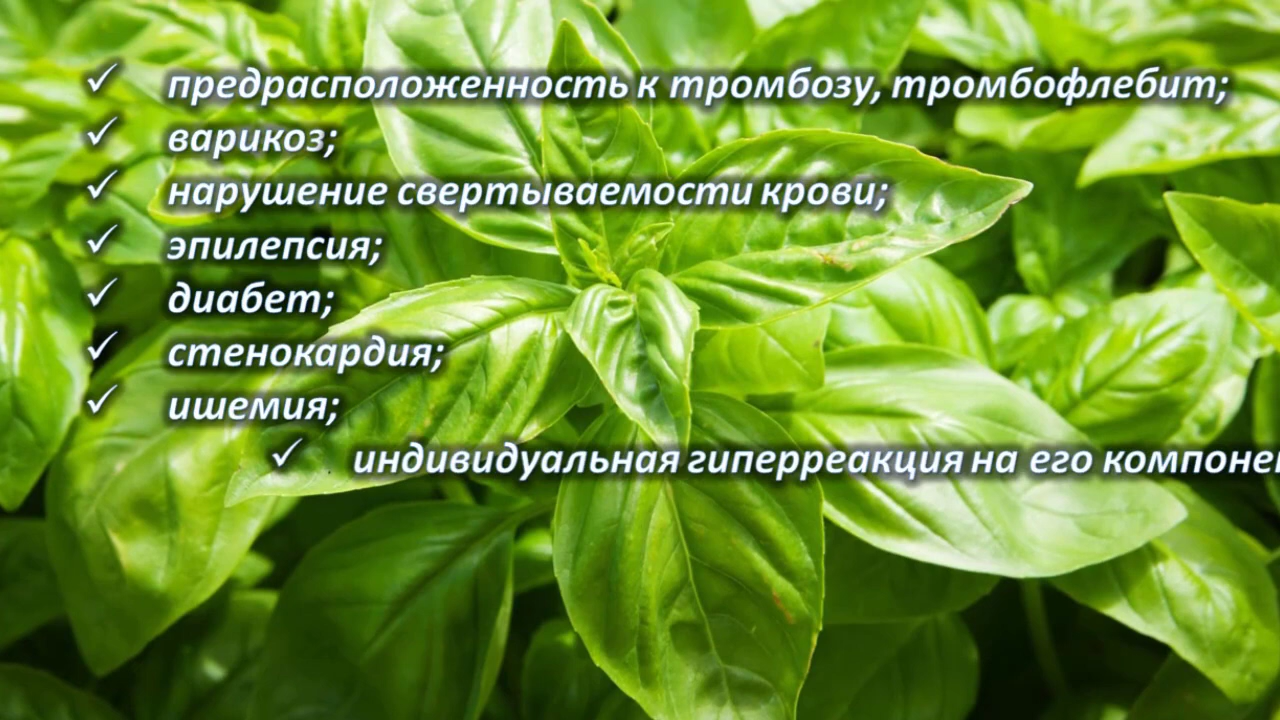 ✓ предрасположенность к тромбозу, тромбофлебит;
✓ варикоз;
✓ нарушение свертываемости крови;
✓ эпилепсия;
✓ диабет;
✓ стенокардия;
✓ ишемия;
✓ индивидуальная гиперреакция на его